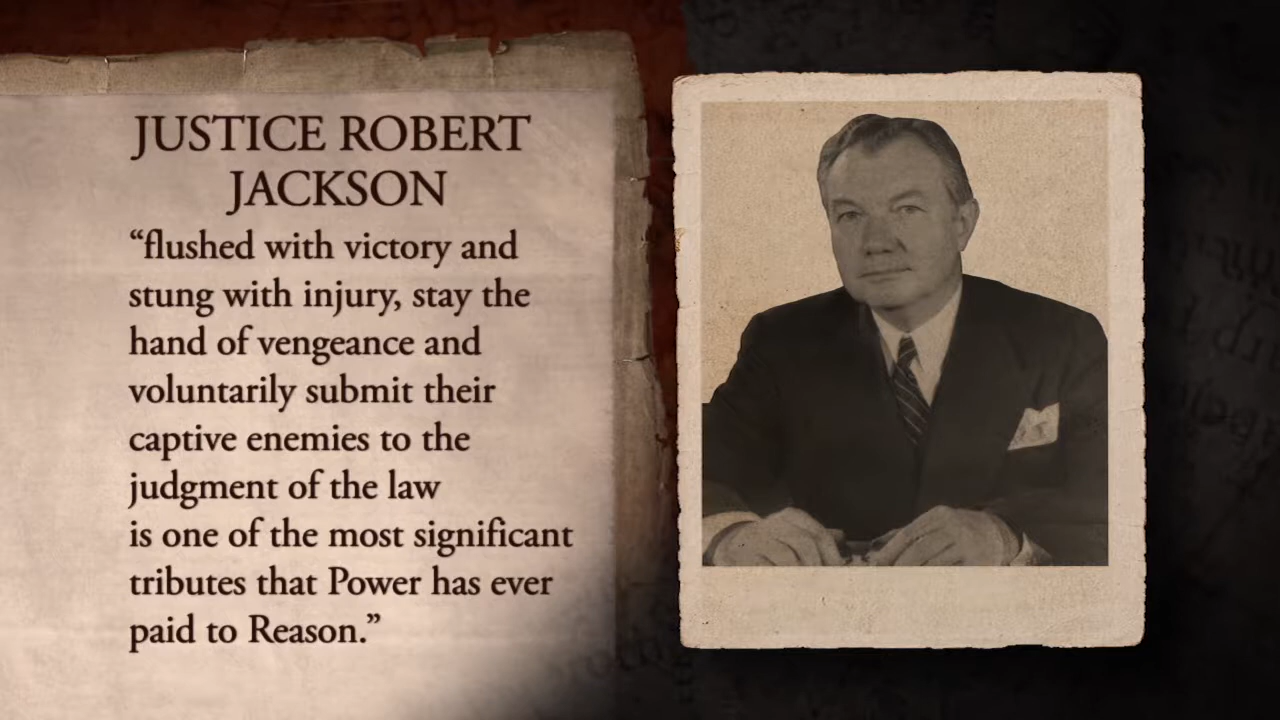 JUSTICE ROBERT
JACKSON
“flushed with victory and
stung with injury, stay the
hand of vengeance and
voluntarily submit their
captive enemies to the
judgment of the law
is one of the most significant
tributes that Power has ever
paid to Reason.”